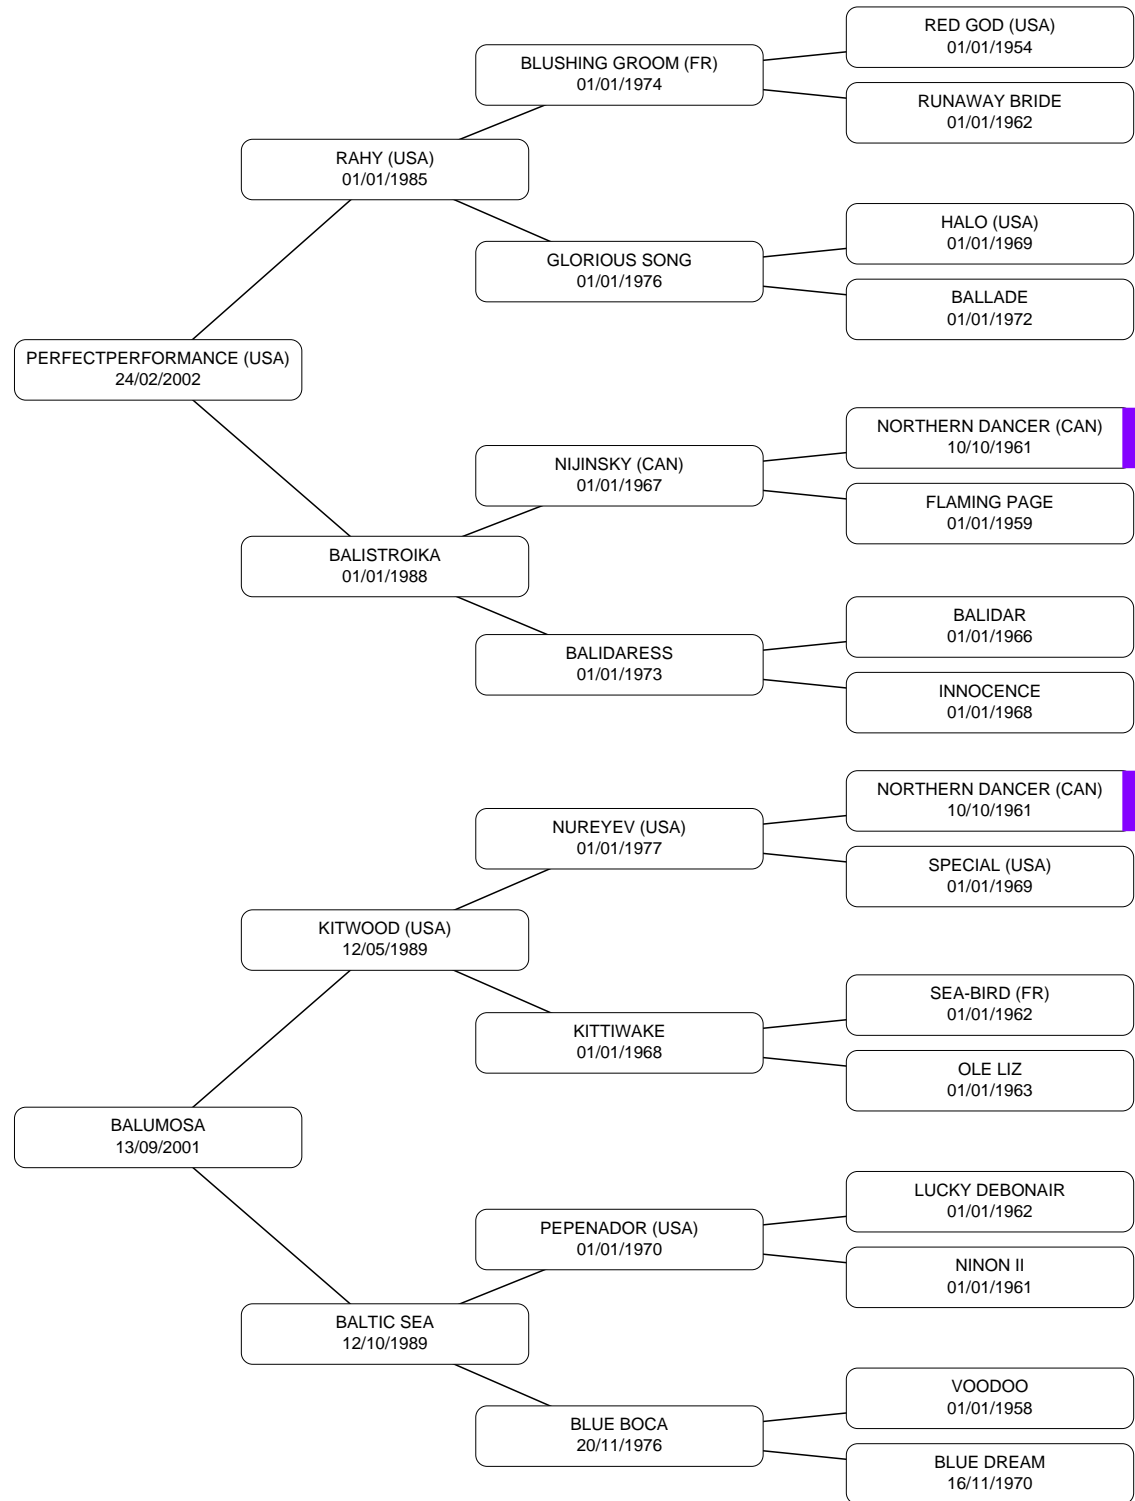 RED GOD (USA)
01/01/1954
BLUSHING GROOM (FR)
01/01/1974
RUNAWAY BRIDE
01/01/1962
RAHY (USA)
01/01/1985
HALO (USA)
01/01/1969
GLORIOUS SONG
01/01/1976
BALLADE
01/01/1972
PERFECTPERFORMANCE (USA)
24/02/2002
NORTHERN DANCER (CAN)
10/10/1961
NIJINSKY (CAN)
01/01/1967
FLAMING PAGE
01/01/1959
BALISTROIKA
01/01/1988
BALIDAR
01/01/1966
BALIDARESS
01/01/1973
INNOCENCE
01/01/1968
NORTHERN DANCER (CAN)
10/10/1961
NUREYEV (USA)
01/01/1977
SPECIAL (USA)
01/01/1969
KITWOOD (USA)
12/05/1989
SEA-BIRD (FR)
01/01/1962
KITTIWAKE
01/01/1968
OLE LIZ
01/01/1963
BALUMOSA
13/09/2001
LUCKY DEBONAIR
01/01/1962
PEPENADOR (USA)
01/01/1970
NINON II
01/01/1961
BALTIC SEA
12/10/1989
VOODOO
01/01/1958
BLUE BOCA
20/11/1976
BLUE DREAM
16/11/1970